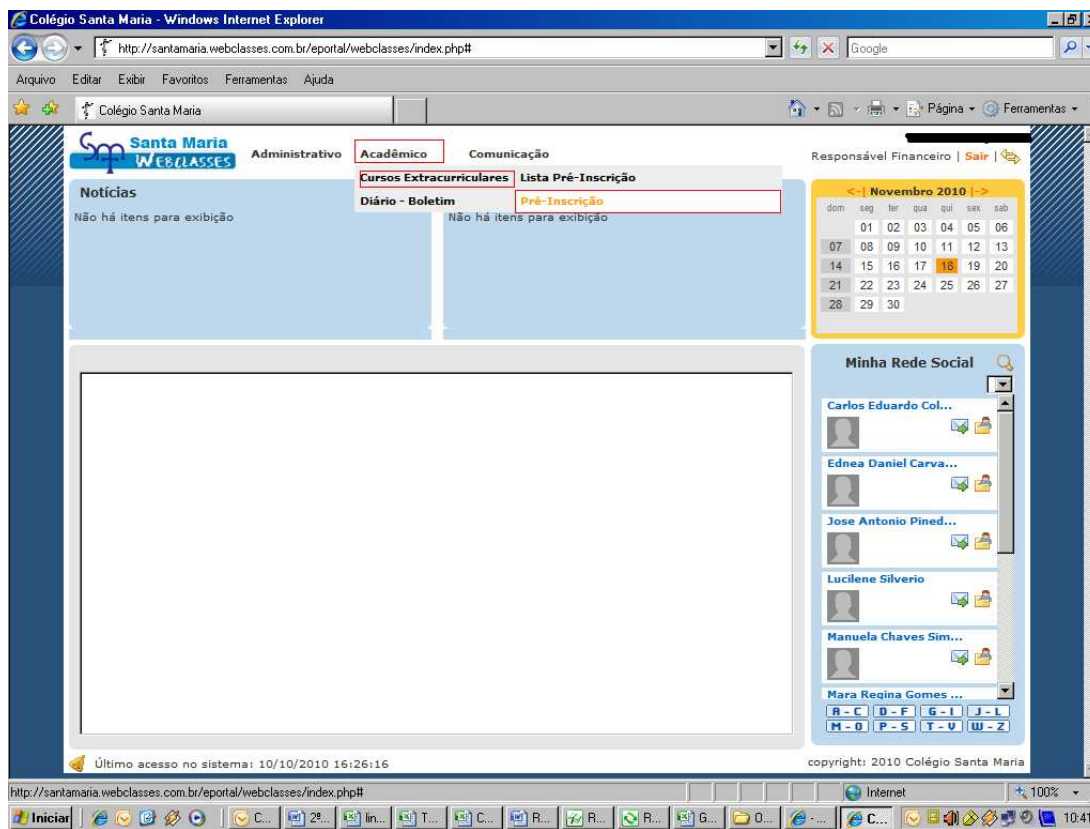 Colégio Santa Maria - Windows Internet Explorer
http://santamaria.webclasses.com.br/eportal/webclasses/index.php#
Google
Arquivo Editar Exibir Favoritos Ferramentas Ajuda
Colégio Santa Maria
Página
Ferramentas
Santa Maria
WEBCLASSES
Administrativo Acadêmico Comunicação
Responsável Financeiro | Sair |
Cursos Extracurriculares Lista Pré-Inscrição
Diário - Boletim Pré-Inscrição
Notícias
Não há itens para exibição
Não há itens para exibição
<-| Novembro 2010 |->
dom seg ter qua qui sex sab
01 02 03 04 05 06
07 08 09 10 11 12 13
14 15 16 17 18 19 20
21 22 23 24 25 26 27
28 29 30
Minha Rede Social
Carlos Eduardo Col...
Ednea Daniel Carva...
Jose Antonio Pined...
Lucilene Silverio
Manuela Chaves Sim...
Mara Regina Gomes ...
A - C D - F G - I J - L
M - O P - S T - V W - Z
Último acesso no sistema: 10/10/2010 16:26:16
copyright: 2010 Colégio Santa Maria
http://santamaria.webclasses.com.br/eportal/webclasses/index.php#
Internet
100%
Iniciar C... 2ª... lin... T... C... R... R... R... G... O... -... C...